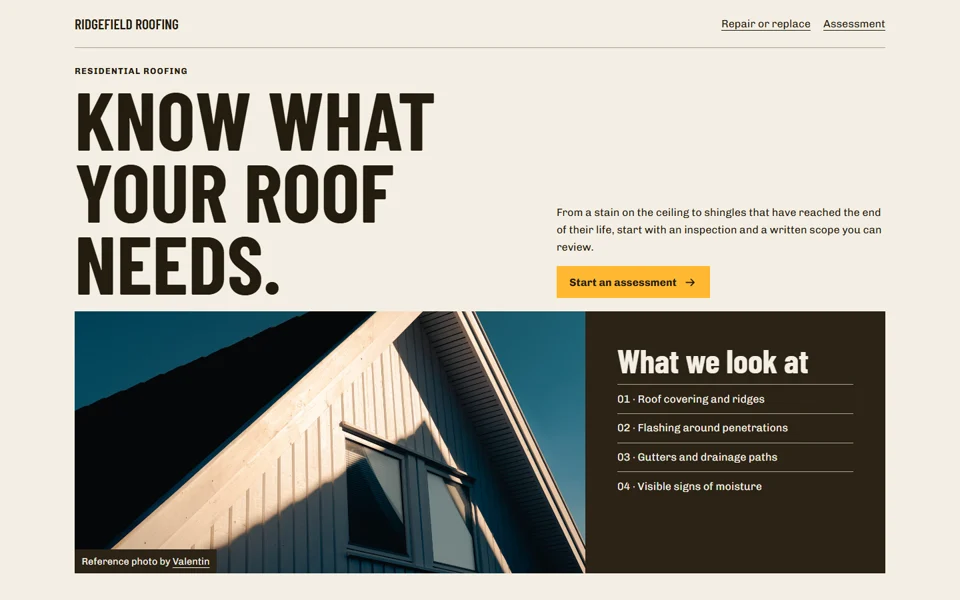 RIDGEFIELD ROOFING
Repair or replace Assessment
RESIDENTIAL ROOFING
KNOW WHAT
YOUR ROOF
NEEDS.
From a stain on the ceiling to shingles that have reached the end
of their life, start with an inspection and a written scope you can
review.
Start an assessment →
What we look at
01 · Roof covering and ridges
02 · Flashing around penetrations
03 · Gutters and drainage paths
04 · Visible signs of moisture
Reference photo by Valentin